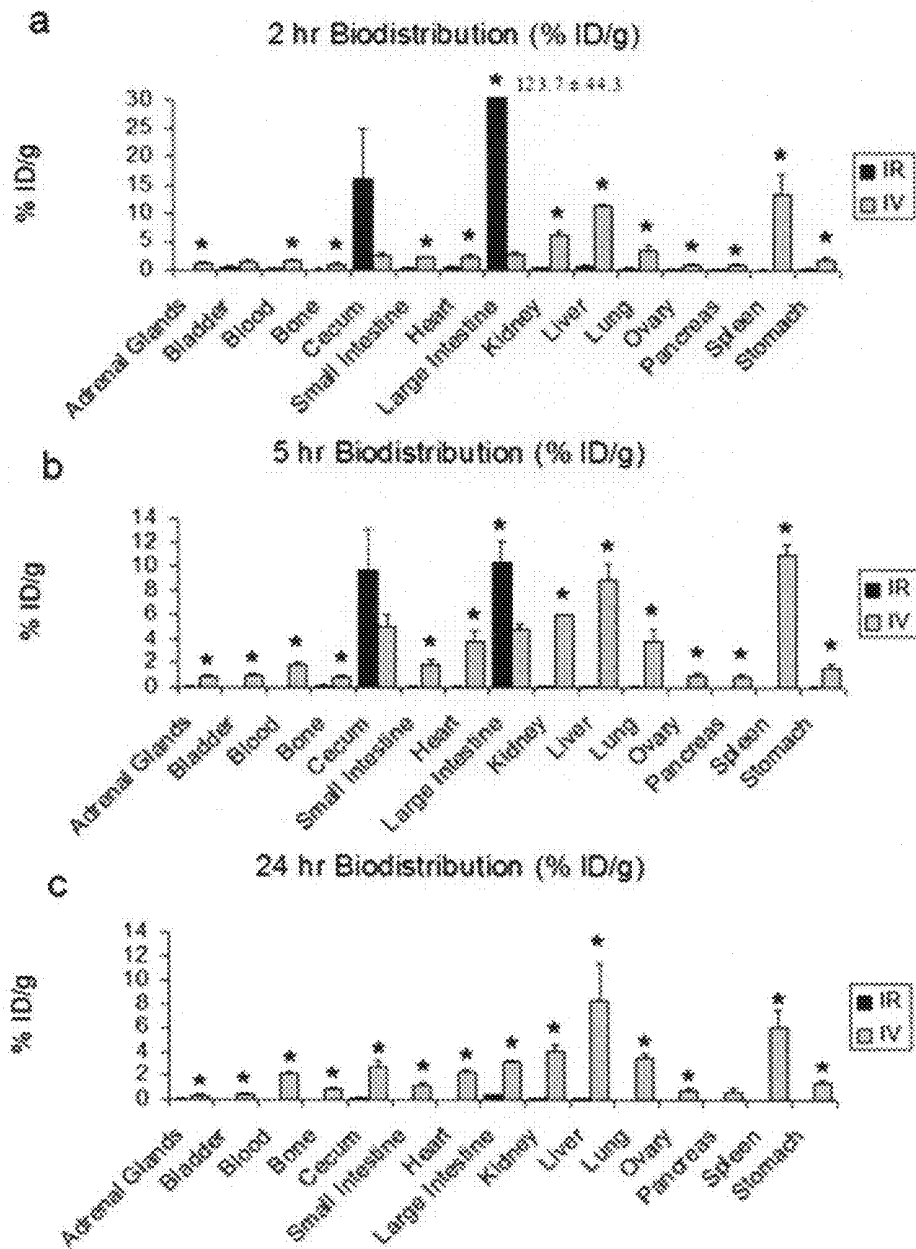 a
2 hr Biodistribution (% ID/g)
* 123.7 ± 44.3
30
25
20
15
10
5
0
% ID/g
* * * * * * * * * * * *
IR
IV
Adrenal Glands
Bladder
Blood
Bone
Cecum
Small Intestine
Heart
Large Intestine
Kidney
Liver
Lung
Ovary
Pancreas
Spleen
Stomach
b
5 hr Biodistribution (% ID/g)
14
12
10
8
6
4
2
0
% ID/g
* * * * * * * * * * * * * *
IR
IV
Adrenal Glands
Bladder
Blood
Bone
Cecum
Small Intestine
Heart
Large Intestine
Kidney
Liver
Lung
Ovary
Pancreas
Spleen
Stomach
c
24 hr Biodistribution (% ID/g)
14
12
10
8
6
4
2
0
% ID/g
* * * * * * * * * * * * * *
IR
IV
Adrenal Glands
Bladder
Blood
Bone
Cecum
Small Intestine
Heart
Large Intestine
Kidney
Liver
Lung
Ovary
Pancreas
Spleen
Stomach